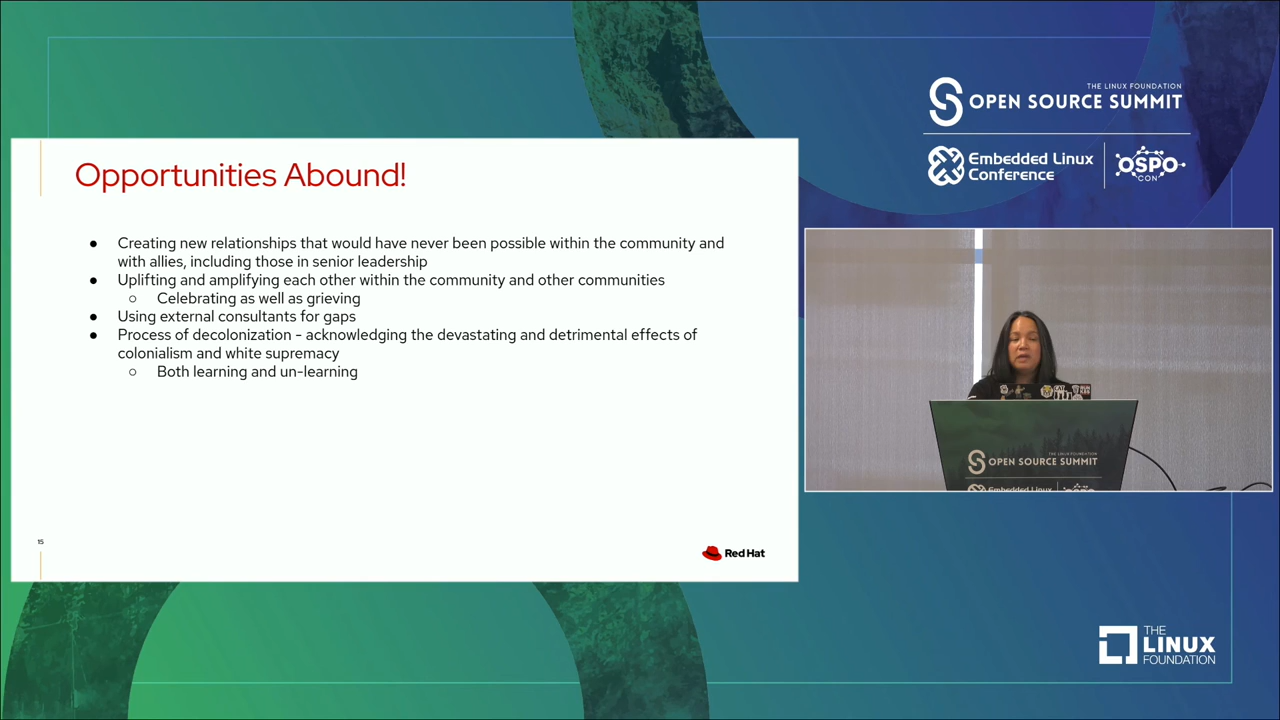 THE LINUX FOUNDATION
OPEN SOURCE SUMMIT
Embedded Linux
Conference
OSPO
CON
Opportunities Abound!
● Creating new relationships that would have never been possible within the community and
with allies, including those in senior leadership
● Uplifting and amplifying each other within the community and other communities
○ Celebrating as well as grieving
● Using external consultants for gaps
● Process of decolonization - acknowledging the devastating and detrimental effects of
colonialism and white supremacy
○ Both learning and un-learning
15
Red Hat
THE LINUX FOUNDATION
OPEN SOURCE SUMMIT
Embedded Linux
THE
LINUX
FOUNDATION